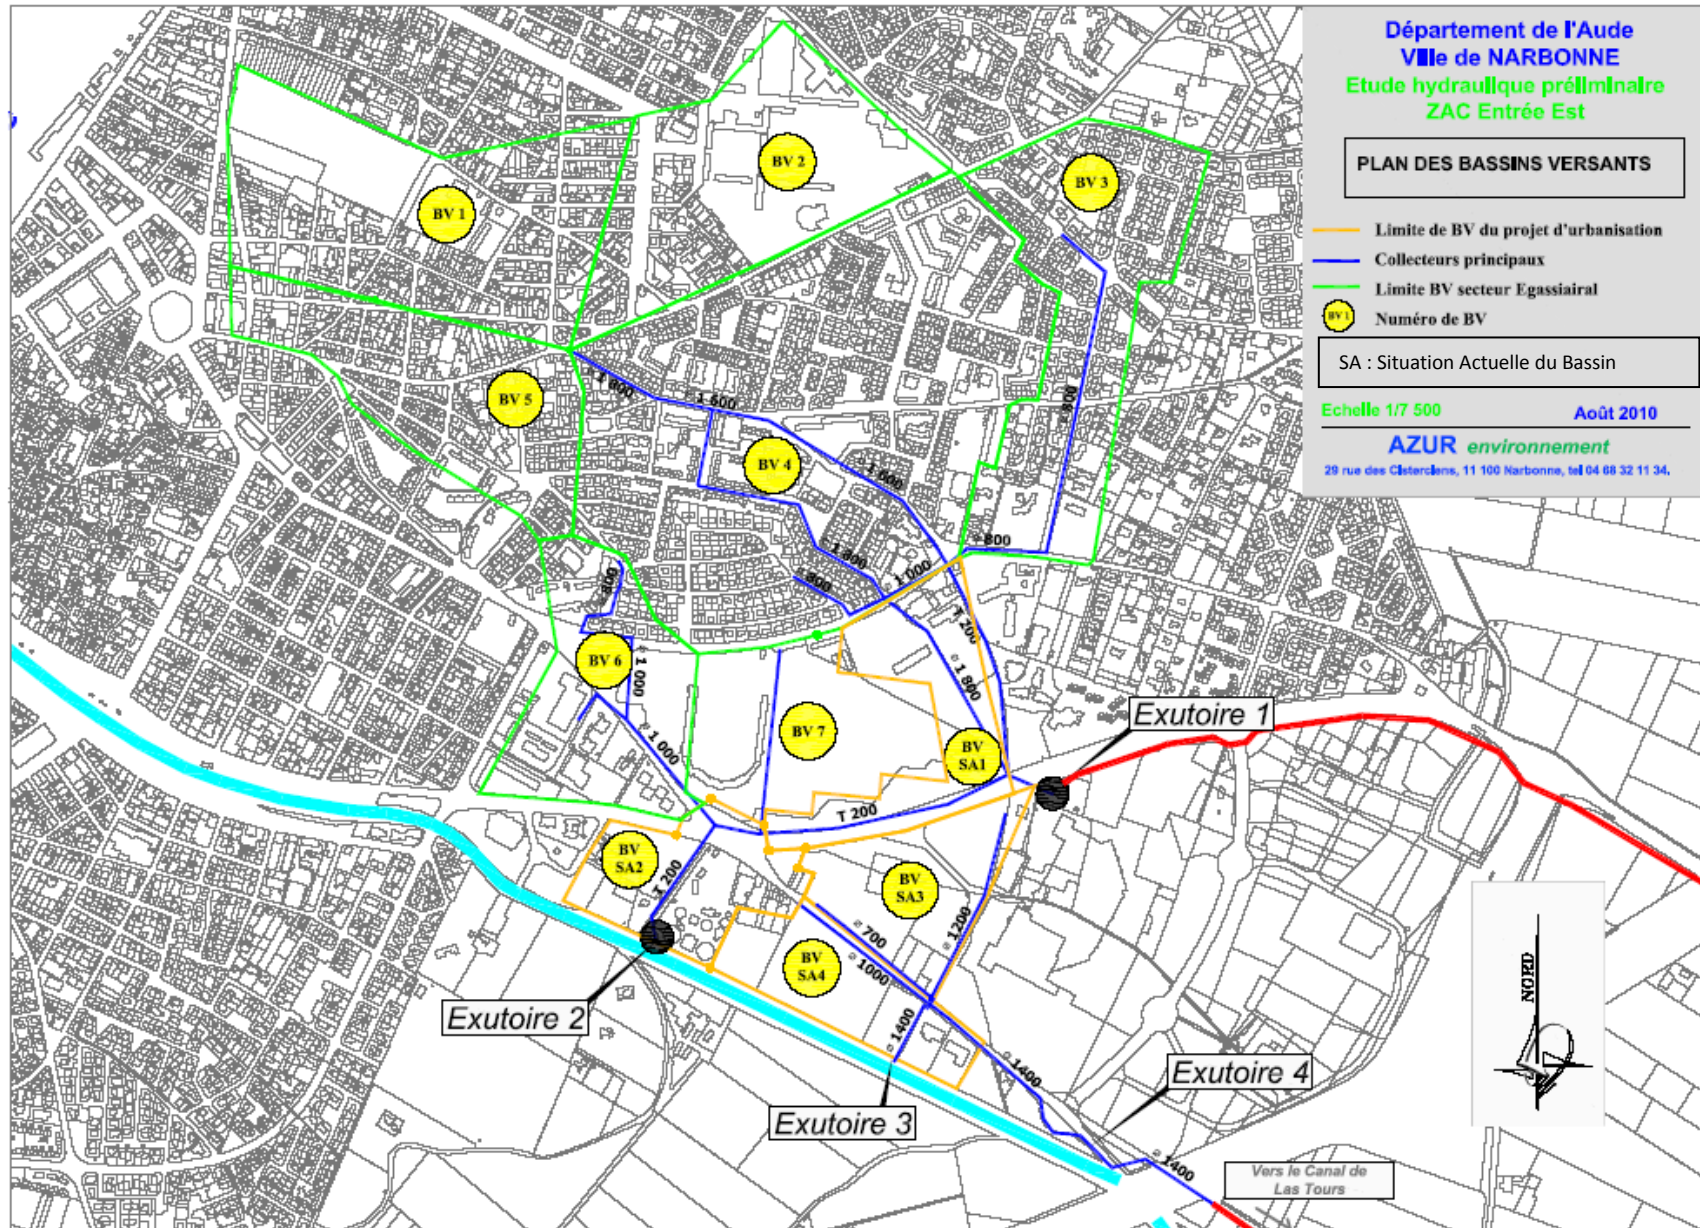 Département de l'Aude
Ville de NARBONNE
Etude hydraulique préliminaire
ZAC Entrée Est
PLAN DES BASSINS VERSANTS
Limite de BV du projet d'urbanisation
Collecteurs principaux
Limite BV secteur Egassiairal
BV 1
Numéro de BV
SA : Situation Actuelle du Bassin
Echelle 1/7 500
Août 2010
AZUR environnement
29 rue des Cisterciens, 11 100 Narbonne, tel 04 68 32 11 34.
BV 2
BV 3
BV 1
1 800
1 600
BV 5
800
BV 4
ø 1 600
ø 800
1 800
ø 800
ø 1 000
800
T 200
BV 6
ø 1 000
ø 1 800
ø 1 000
BV 7
BV
SA1
Exutoire 1
T 200
BV
SA2
T 200
BV
SA3
ø 700
ø 1200
BV
SA4
ø 1000
Exutoire 2
ø 1400
ø 1400
Exutoire 4
Exutoire 3
ø 1400
Vers le Canal de
Las Tours
NORD